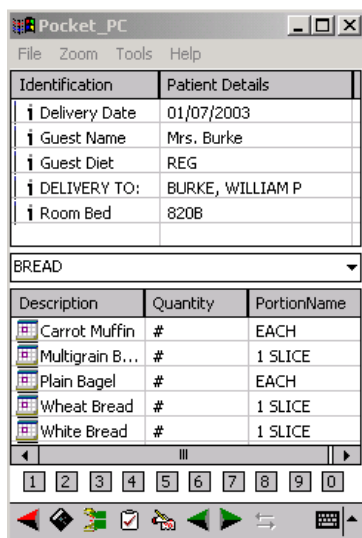 Pocket_PC
File Zoom Tools Help
Identification Patient Details
Delivery Date 01/07/2003
Guest Name Mrs. Burke
Guest Diet REG
DELIVERY TO: BURKE, WILLIAM P
Room Bed 820B
BREAD
Description Quantity PortionName
Carrot Muffin # EACH
Multigrain B... # 1 SLICE
Plain Bagel # EACH
Wheat Bread # 1 SLICE
White Bread # 1 SLICE
1 2 3 4 5 6 7 8 9 0